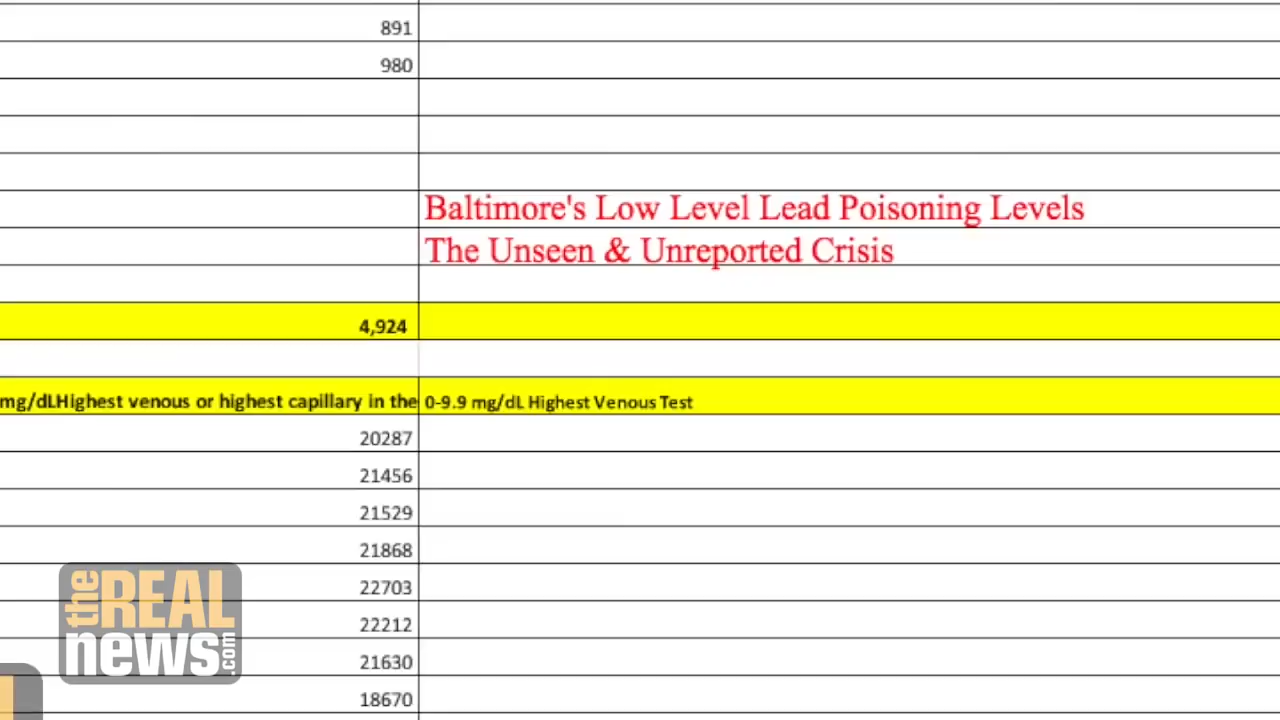 891
980
Baltimore's Low Level Lead Poisoning Levels
The Unseen & Unreported Crisis
4,924
mg/dLHighest venous or highest capillary in the 0-9.9 mg/dL Highest Venous Test
20287
21456
21529
21868
22703
22212
21630
18670
the REAL
news.com